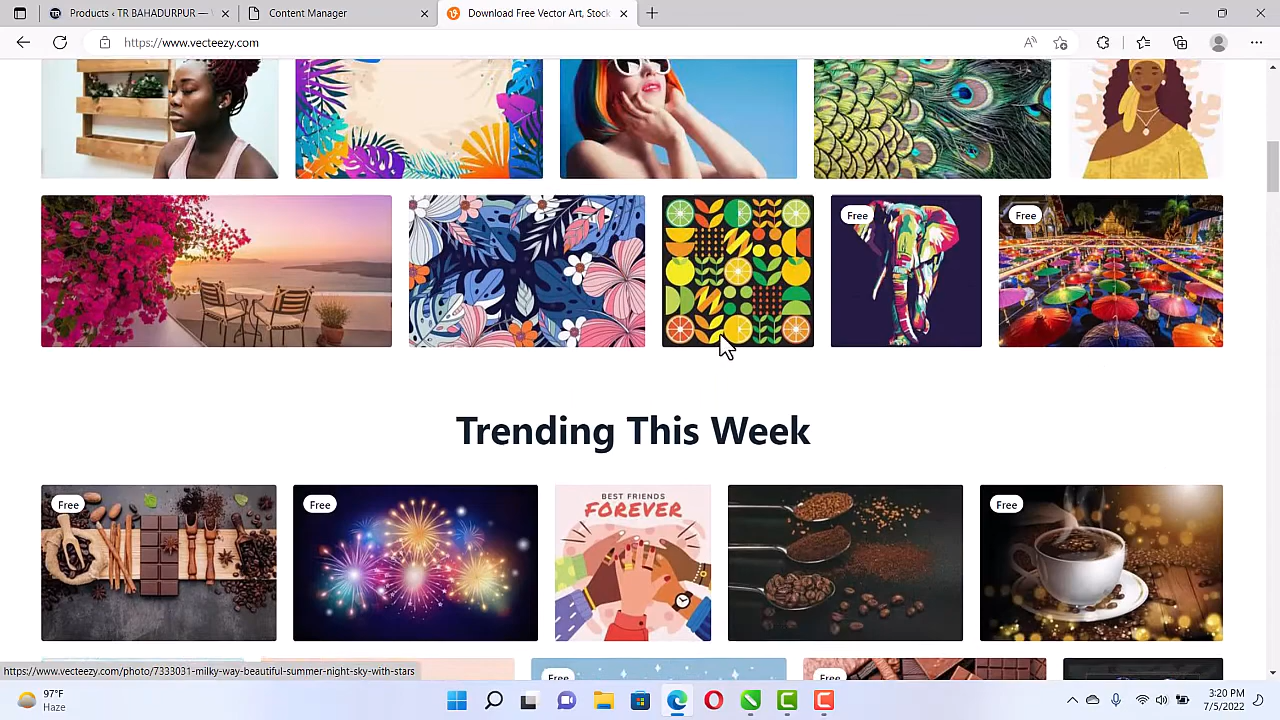 Products ‹ TR BAHADURPUR — \
Content Manager
Download Free Vector Art, Stock
https://www.vecteezy.com
Free
Free
Trending This Week
Free
Free
BEST FRIENDS
FOREVER
Free
Free
Free
https://www.vecteezy.com/photo/7333031-milky-way-beautiful-summer-night-sky-with-stars
97°F
Haze
3:20 PM
7/5/2022